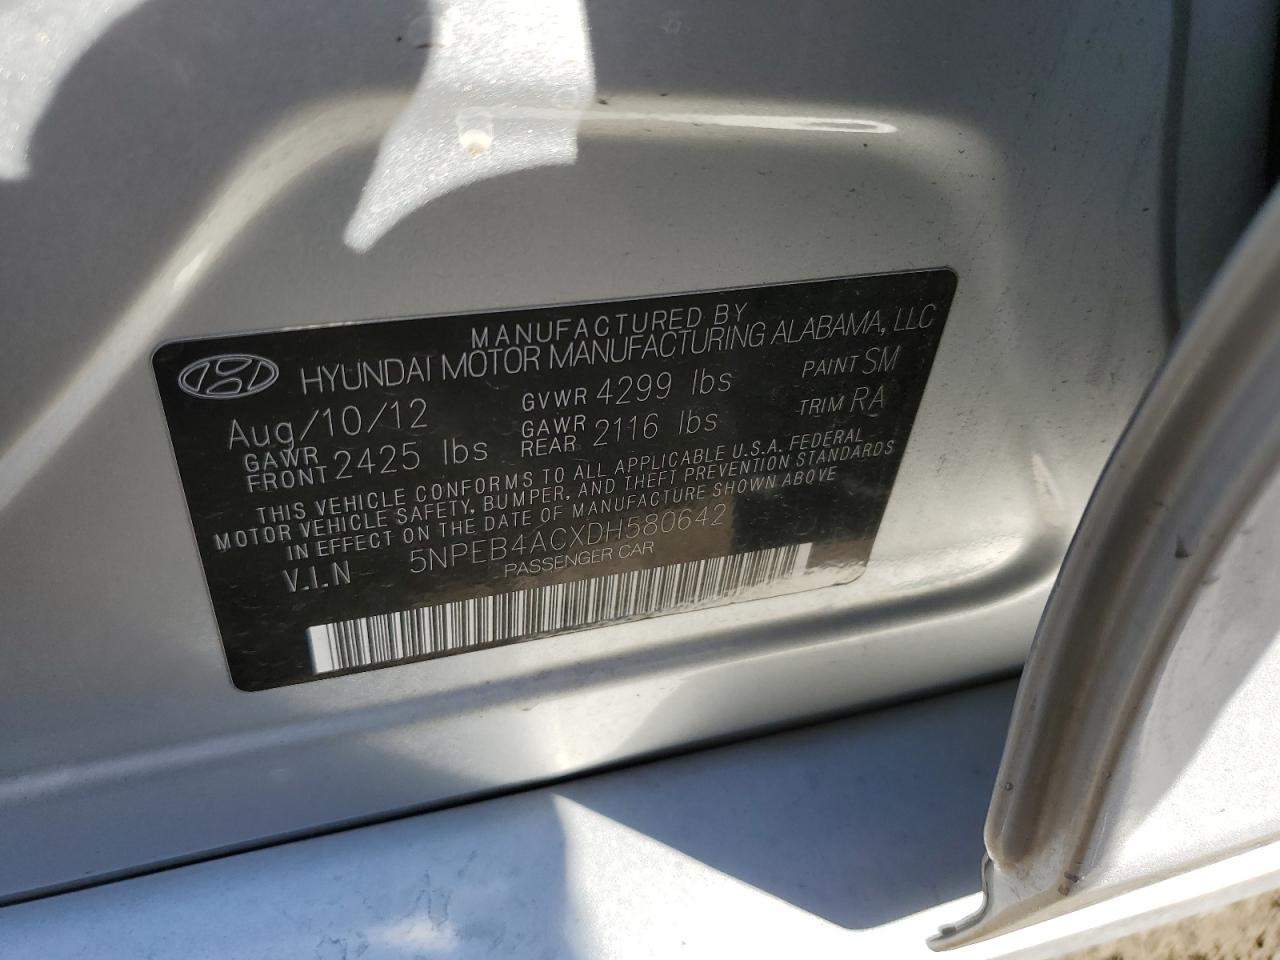 MANUFACTURED BY
HYUNDAI MOTOR MANUFACTURING ALABAMA, LLC
Aug/10/12 GVWR 4299 lbs PAINT SM
GAWR FRONT 2425 lbs GAWR REAR 2116 lbs TRIM RA
THIS VEHICLE CONFORMS TO ALL APPLICABLE U.S.A. FEDERAL
MOTOR VEHICLE SAFETY, BUMPER, AND THEFT PREVENTION STANDARDS
IN EFFECT ON THE DATE OF MANUFACTURE SHOWN ABOVE
V.I.N 5NPEB4ACXDH580642
PASSENGER CAR